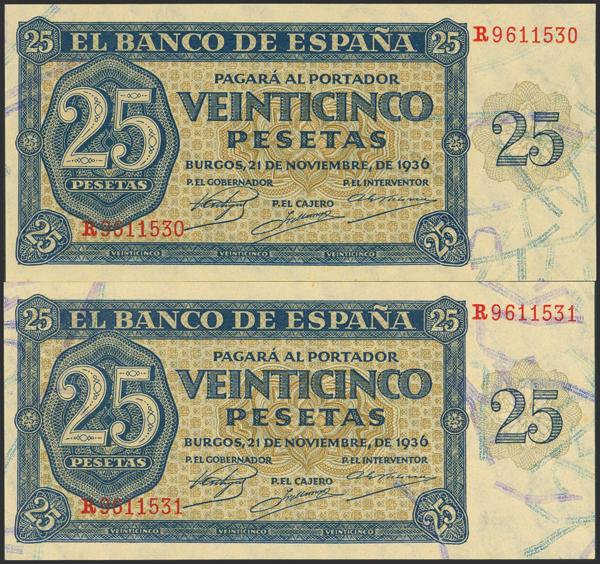 25 EL BANCO DE ESPAÑA 25 R9611530
PAGARÁ AL PORTADOR
25 VEINTICINCO 25
PESETAS
BURGOS, 21 DE NOVIEMBRE, DE 1936
PESETAS P. EL GOBERNADOR P. EL INTERVENTOR
P. EL CAJERO
R9611530
25 VEINTICINCO VEINTICINCO VEINTICINCO 25
25 EL BANCO DE ESPAÑA 25 R9611531
PAGARÁ AL PORTADOR
25 VEINTICINCO 25
PESETAS
BURGOS, 21 DE NOVIEMBRE, DE 1936
PESETAS P. EL GOBERNADOR P. EL INTERVENTOR
P. EL CAJERO
R9611531
25 VEINTICINCO VEINTICINCO VEINTICINCO 25